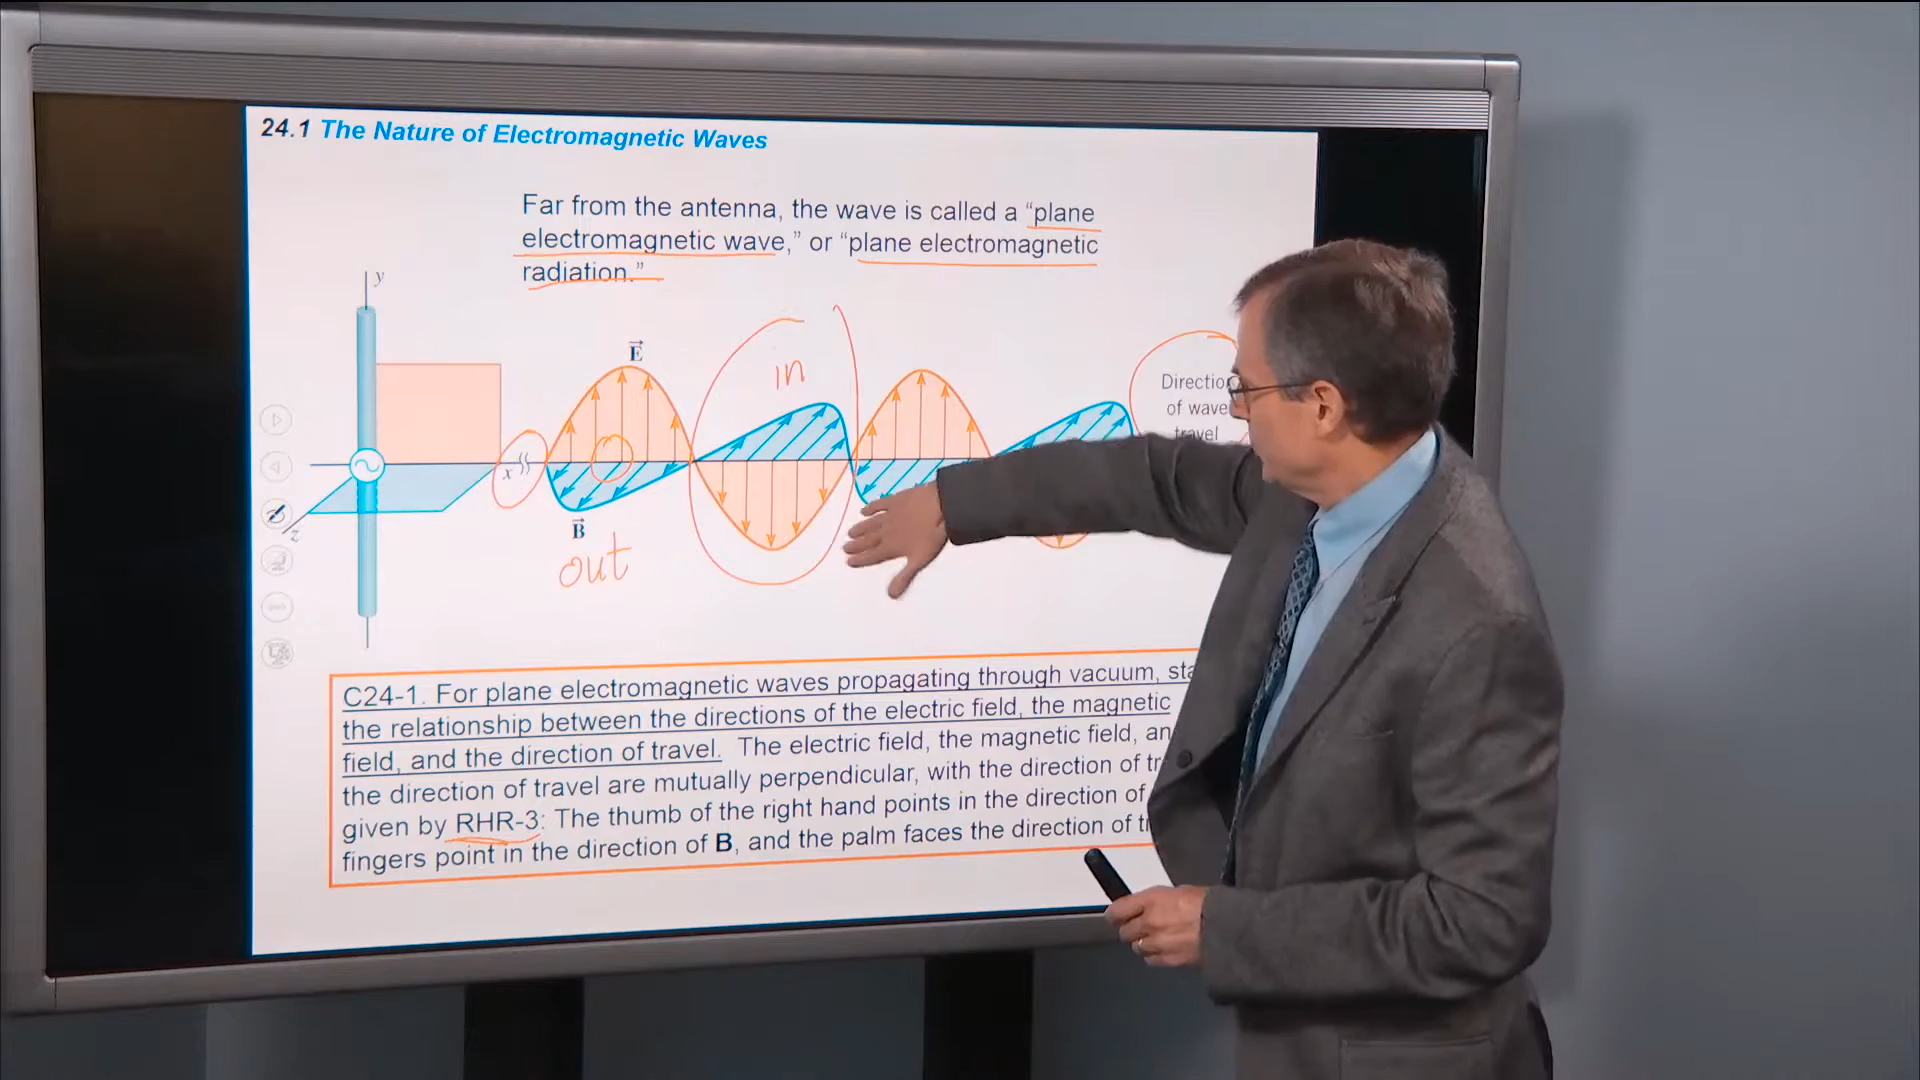 24.1 The Nature of Electromagnetic Waves
Far from the antenna, the wave is called a “plane
electromagnetic wave,” or “plane electromagnetic
radiation.”
y
E
in
Direction
of wave
travel
x
z
B
out
C24-1. For plane electromagnetic waves propagating through vacuum, sta
the relationship between the directions of the electric field, the magnetic
field, and the direction of travel. The electric field, the magnetic field, an
the direction of travel are mutually perpendicular, with the direction of tr
given by RHR-3: The thumb of the right hand points in the direction of
fingers point in the direction of B, and the palm faces the direction of tr